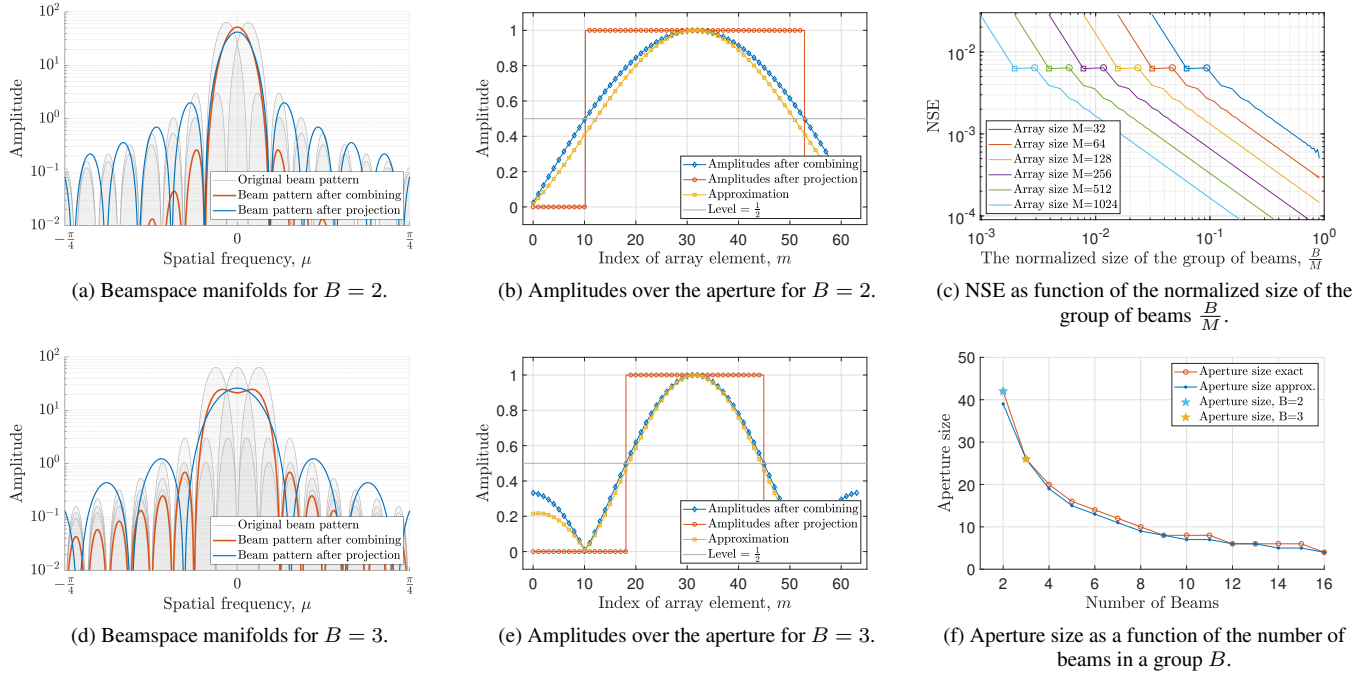 10^2
10^1
10^0
10^{-1}
10^{-2}
Amplitude
Original beam pattern
Beam pattern after combining
Beam pattern after projection
-\frac{π}{4}
0
\frac{π}{4}
Spatial frequency, μ
(a) Beamspace manifolds for B = 2.
1
0.8
0.6
0.4
0.2
0
Amplitude
Amplitudes after combining
Amplitudes after projection
Approximation
Level = \frac{1}{2}
0 10 20 30 40 50 60
Index of array element, m
(b) Amplitudes over the aperture for B = 2.
10^{-2}
10^{-3}
10^{-4}
NSE
Array size M=32
Array size M=64
Array size M=128
Array size M=256
Array size M=512
Array size M=1024
10^{-3} 10^{-2} 10^{-1} 10^0
The normalized size of the group of beams, \frac{B}{M}
(c) NSE as function of the normalized size of the
group of beams \frac{B}{M}.
10^2
10^1
10^0
10^{-1}
10^{-2}
Amplitude
Original beam pattern
Beam pattern after combining
Beam pattern after projection
-\frac{π}{4}
0
\frac{π}{4}
Spatial frequency, μ
(d) Beamspace manifolds for B = 3.
1
0.8
0.6
0.4
0.2
0
Amplitude
Amplitudes after combining
Amplitudes after projection
Approximation
Level = \frac{1}{2}
0 10 20 30 40 50 60
Index of array element, m
(e) Amplitudes over the aperture for B = 3.
50
40
30
20
10
0
Aperture size
Aperture size exact
Aperture size approx.
Aperture size, B=2
Aperture size, B=3
2 4 6 8 10 12 14 16
Number of Beams
(f) Aperture size as a function of the number of
beams in a group B.